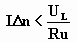 IΔn < U_L / Ru